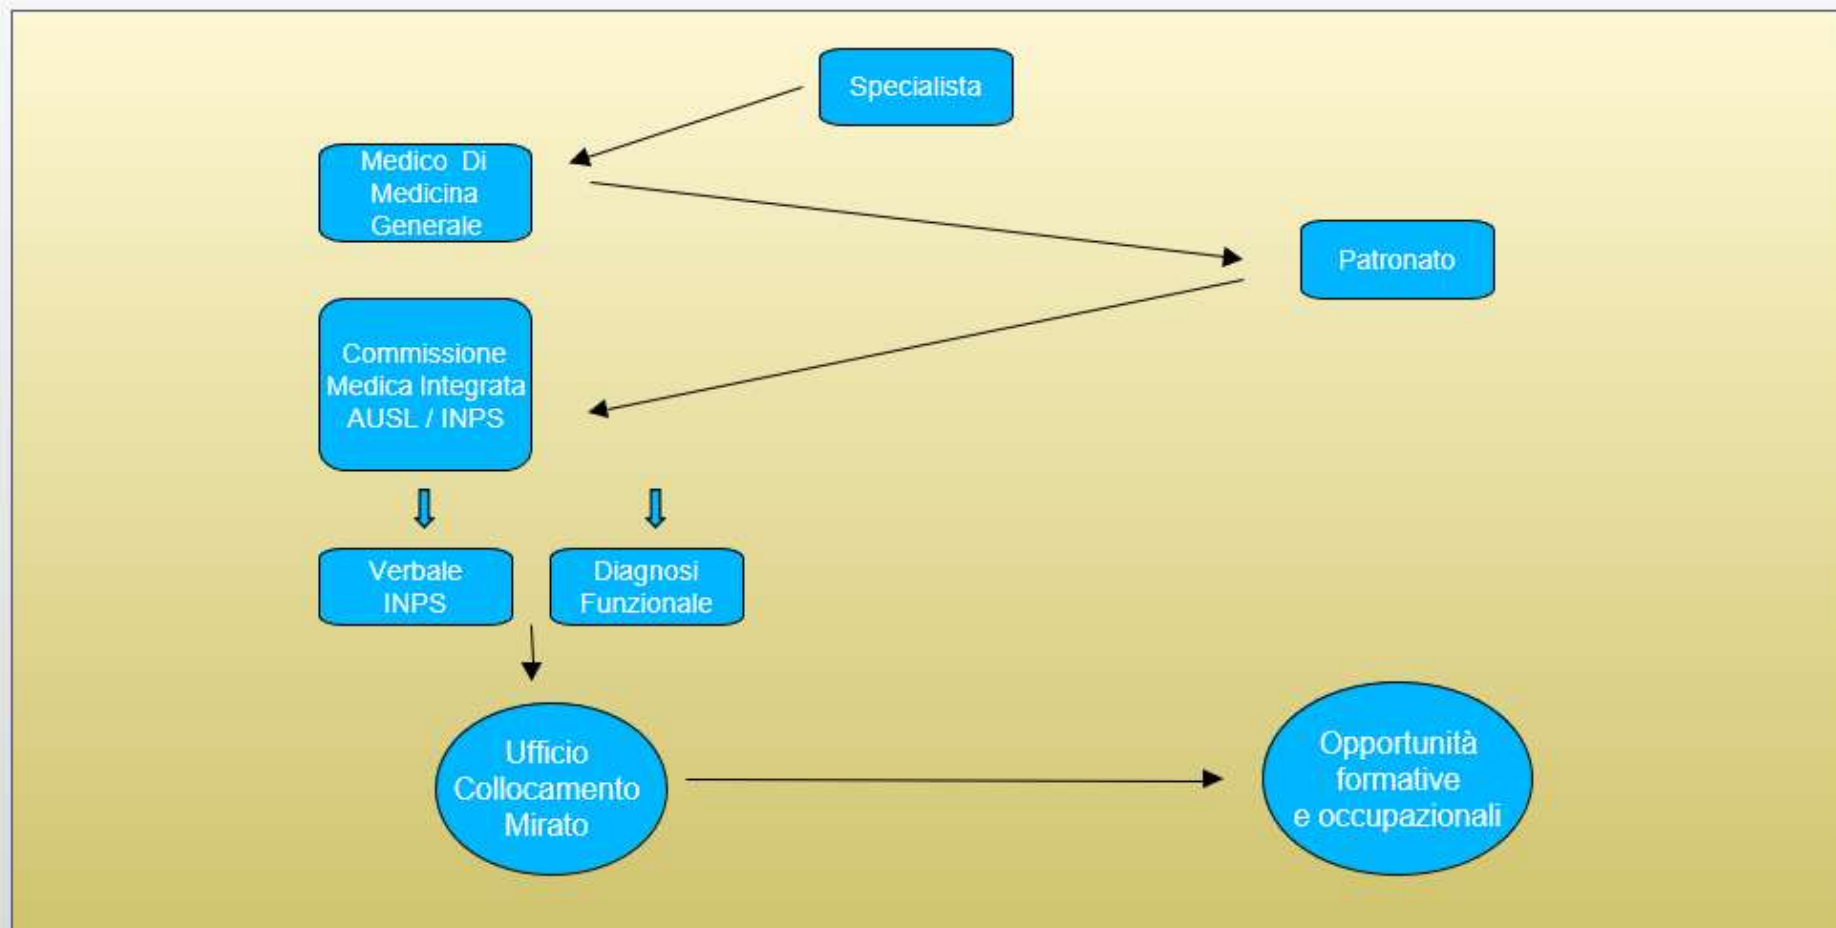 Specialista
Medico Di
Medicina
Generale
Patronato
Commissione
Medica Integrata
AUSL / INPS
Verbale
INPS
Diagnosi
Funzionale
Ufficio
Collocamento
Mirato
Opportunità
formative
e occupazionali